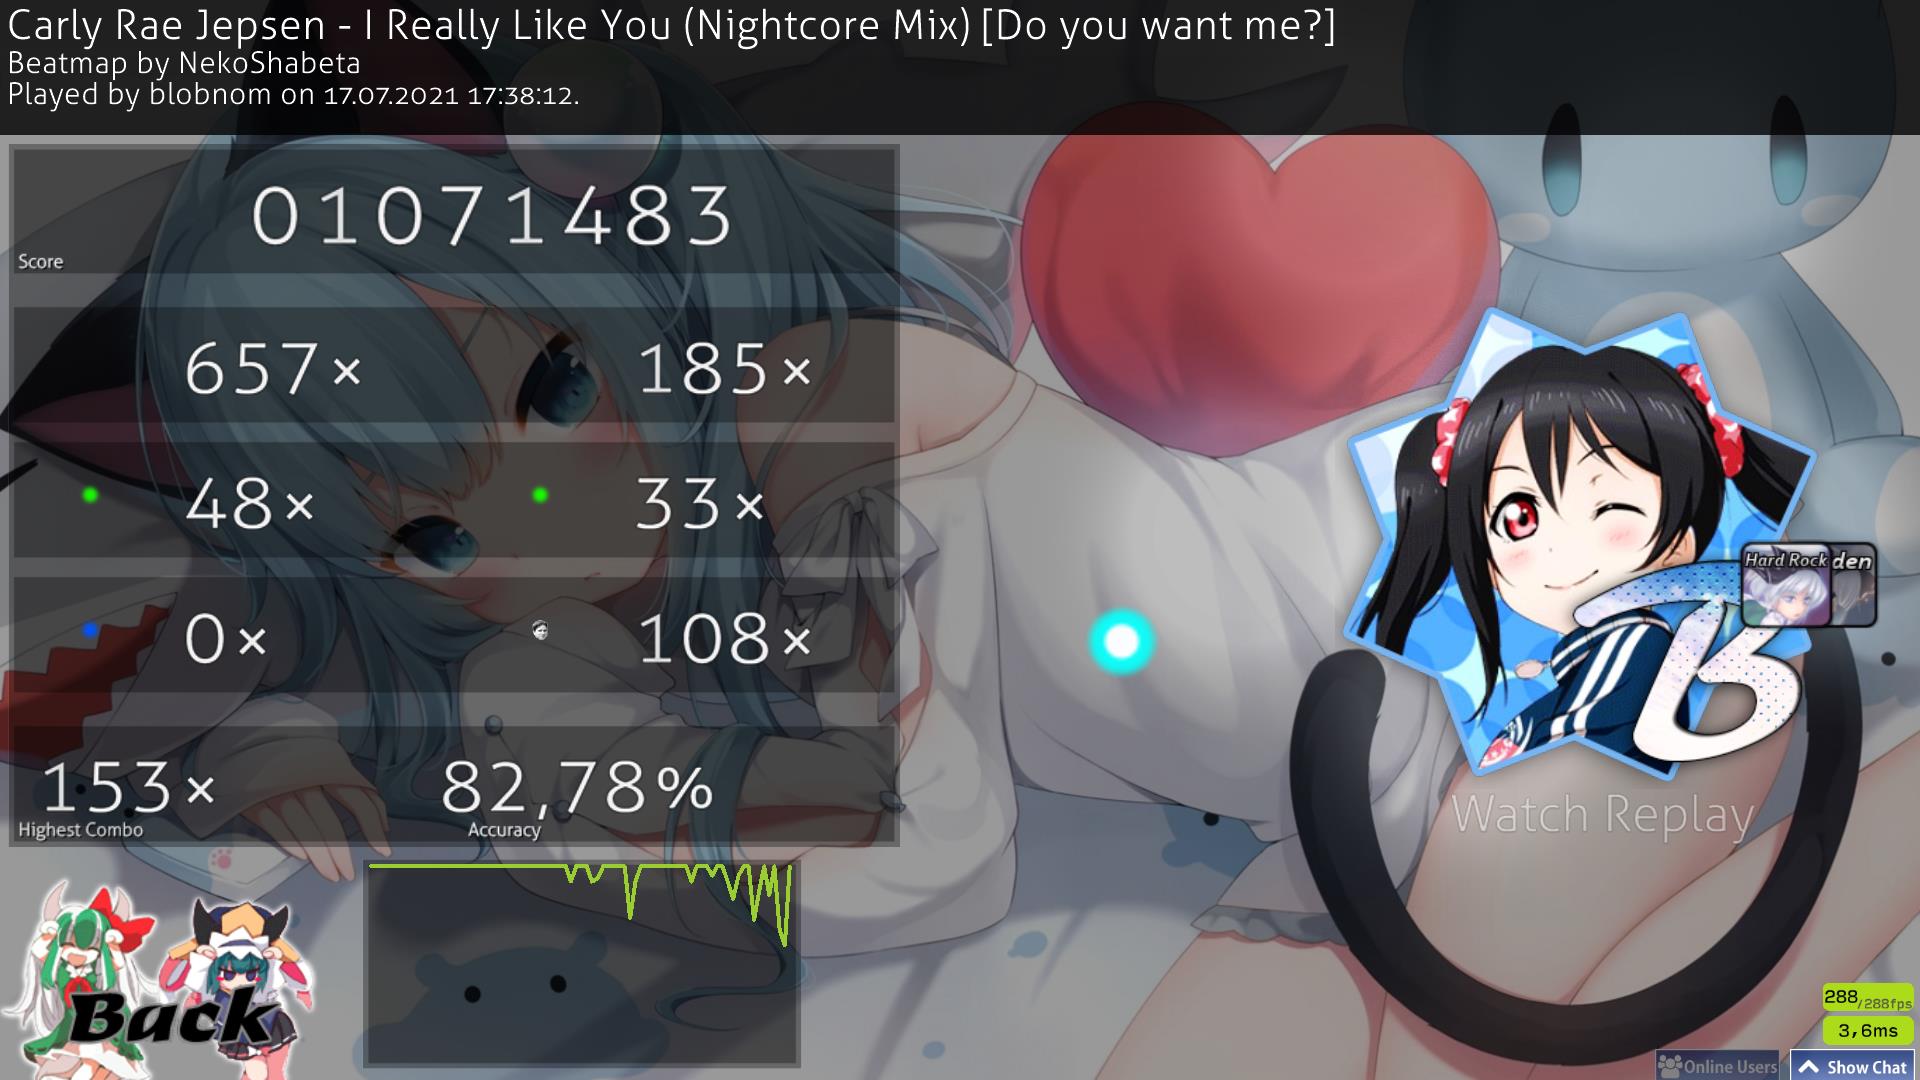 Carly Rae Jepsen - I Really Like You (Nightcore Mix) [Do you want me?]
Beatmap by NekoShabeta
Played by blobnom on 17.07.2021 17:38:12.
01071483
Score
657× 185×
48× 33×
0× 108×
153× 82,78%
Highest Combo Accuracy
Hard Rock den
B
Watch Replay
Back
288/288fps
3,6ms
Online Users Show Chat